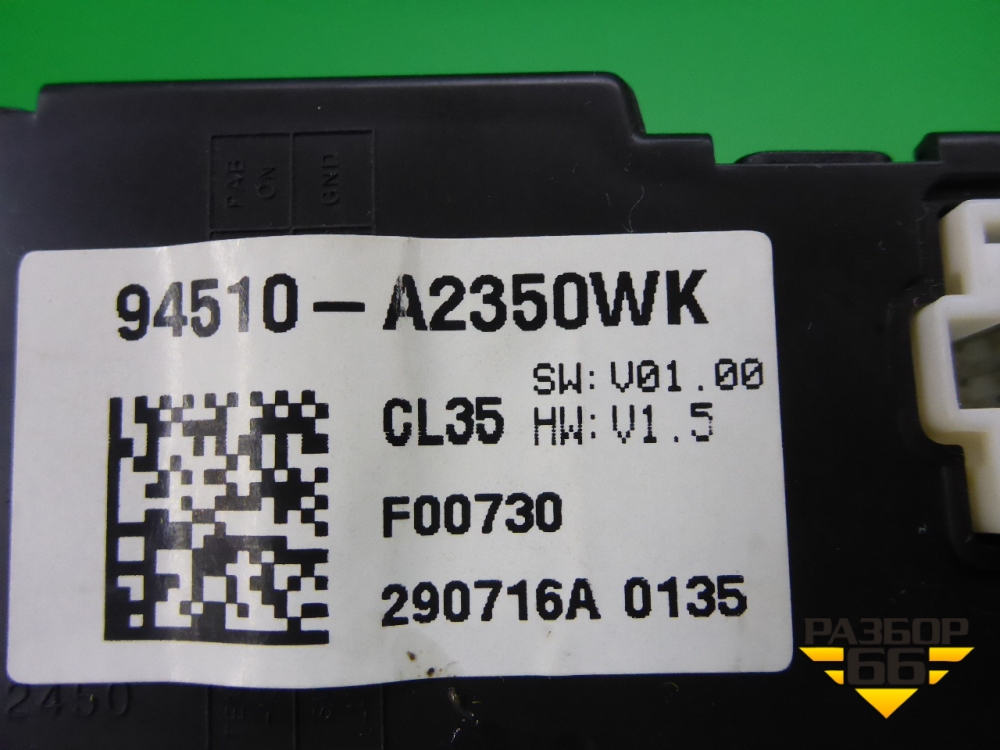 PAB
ON
GND
94510-A2350WK
SW:V01.00
CL35
HW:V1.5
F00730
290716A 0135
2450
РАЗБОР
66